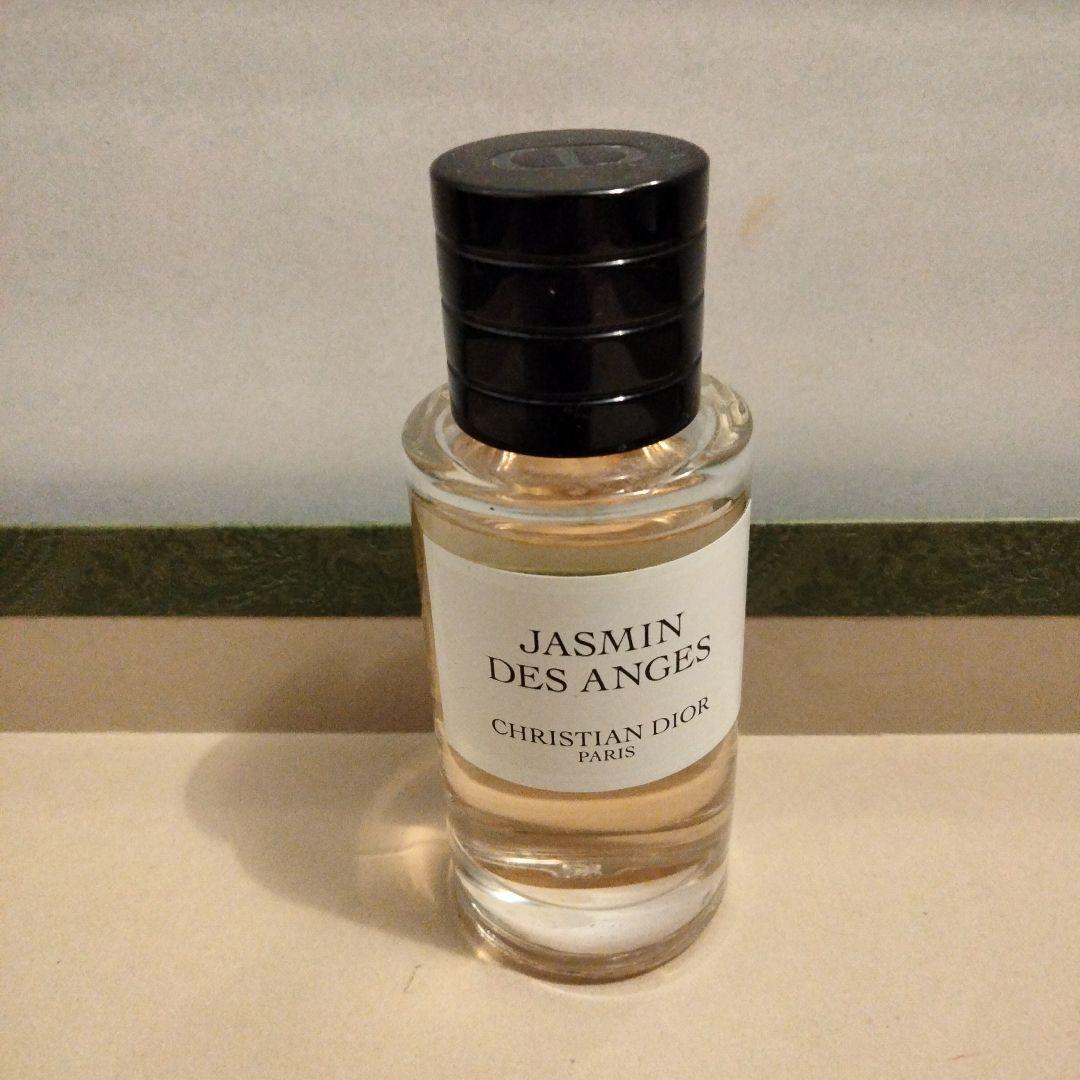 JASMIN
DES ANGES
CHRISTIAN DIOR
PARIS